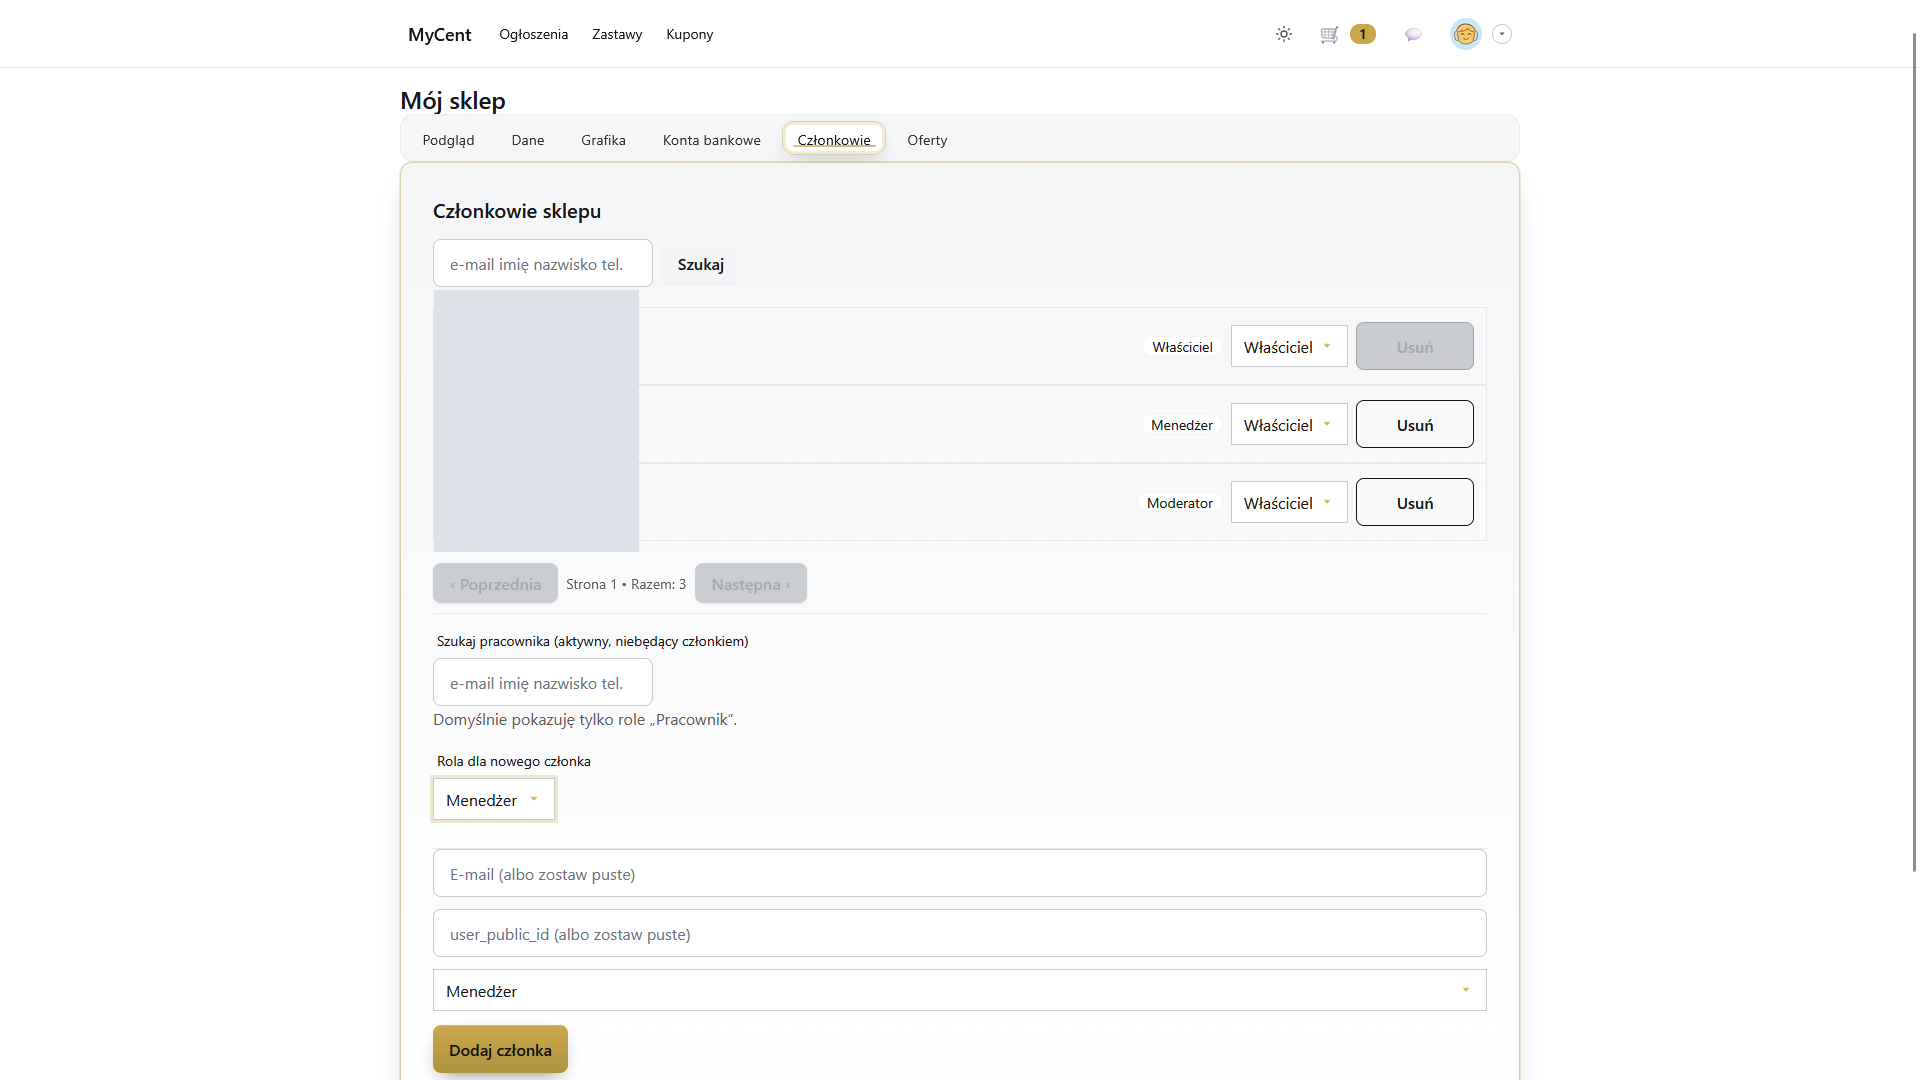 MyCent Ogłoszenia Zastawy Kupony 1
Mój sklep
Podgląd Dane Grafika Konta bankowe Członkowie Oferty
Członkowie sklepu
e-mail imię nazwisko tel. Szukaj
Właściciel Właściciel Usuń
Menedżer Właściciel Usuń
Moderator Właściciel Usuń
‹ Poprzednia Strona 1 • Razem: 3 Następna ›
Szukaj pracownika (aktywny, niebędący członkiem)
e-mail imię nazwisko tel.
Domyślnie pokazuję tylko role „Pracownik”.
Rola dla nowego członka
Menedżer
E-mail (albo zostaw puste)
user_public_id (albo zostaw puste)
Menedżer
Dodaj członka